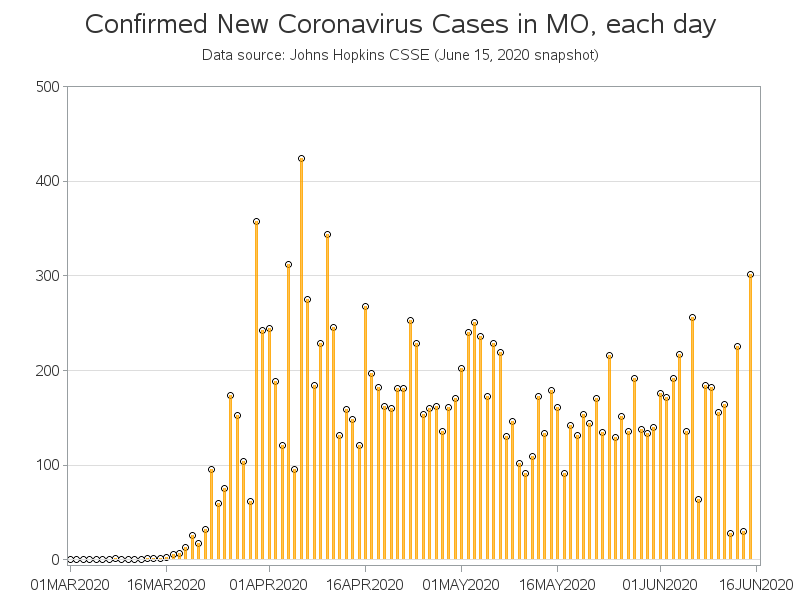 Confirmed New Coronavirus Cases in MO, each day
Data source: Johns Hopkins CSSE (June 15, 2020 snapshot)
500
400
300
200
100
0
01MAR2020 16MAR2020 01APR2020 16APR2020 01MAY2020 16MAY2020 01JUN2020 16JUN2020